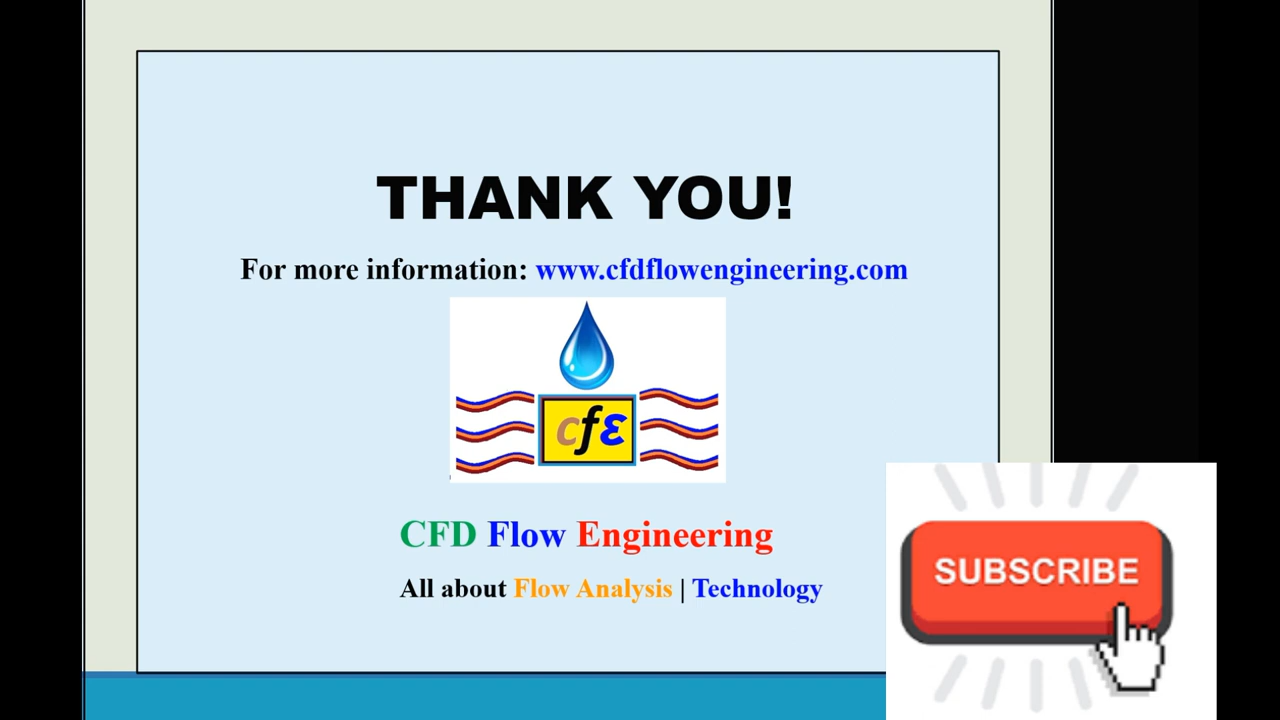 THANK YOU!
For more information: www.cfdflowengineering.com
cfε
CFD Flow Engineering
All about Flow Analysis | Technology
SUBSCRIBE